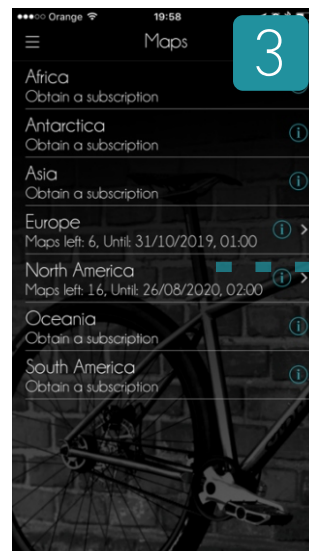 Orange 19:58
Maps
3
Africa
Obtain a subscription
Antarctica
Obtain a subscription
Asia
Obtain a subscription
Europe
Maps left: 6, Until: 31/10/2019, 01:00
North America
Maps left: 16, Until: 26/08/2020, 02:00
Oceania
Obtain a subscription
South America
Obtain a subscription